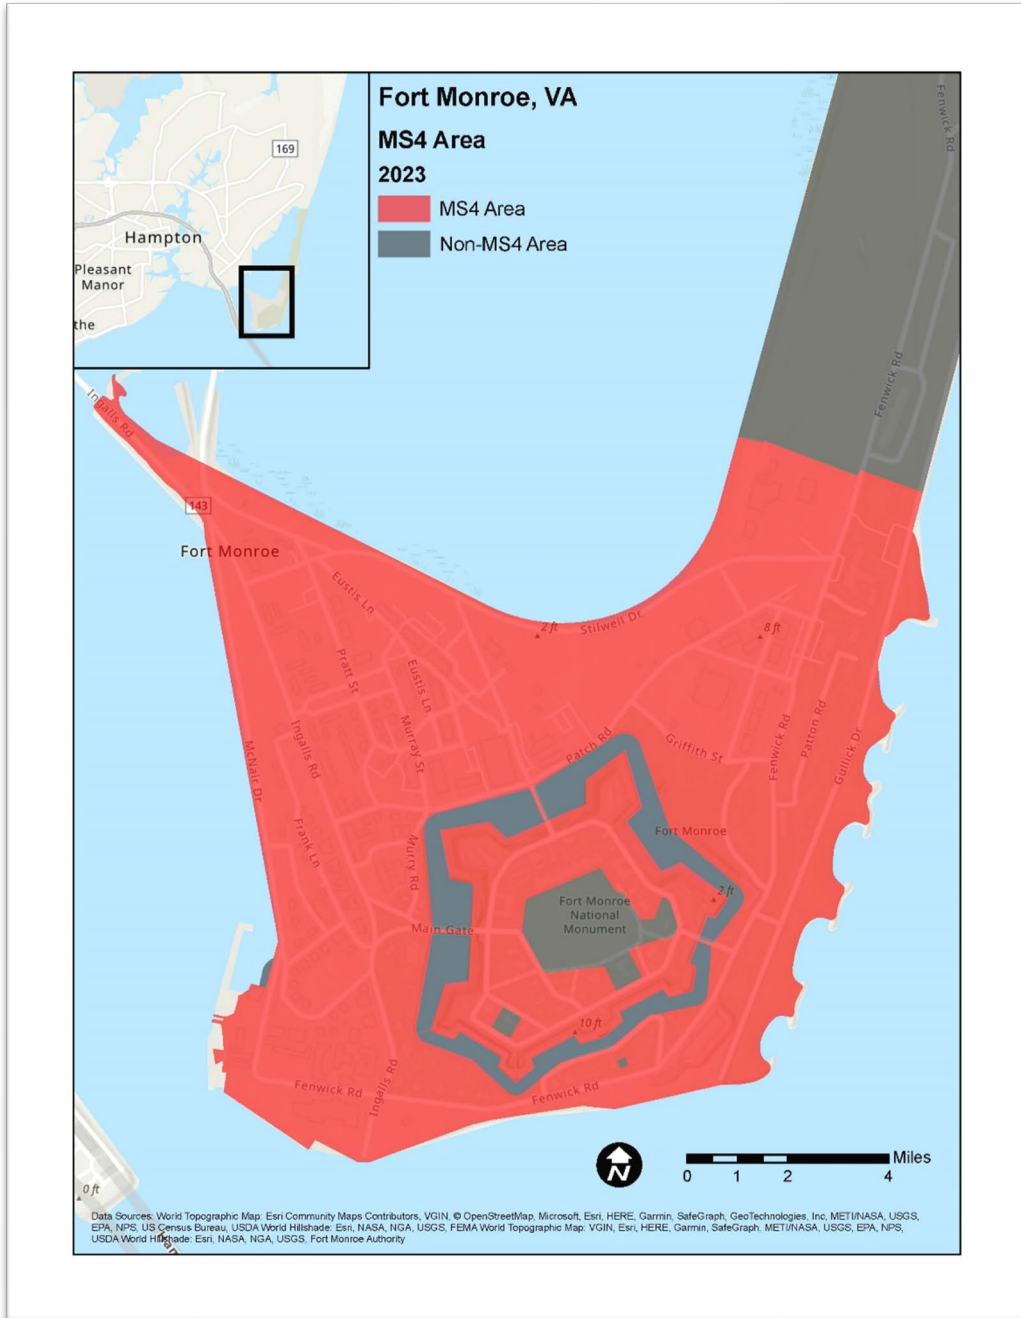 Fort Monroe, VA
MS4 Area
2023
MS4 Area
Non-MS4 Area
169
Hampton
Pleasant
Manor
the
Fenwick Rd
Fenwick Rd
Ingalls Rd
143
Fort Monroe
Eustis Ln
Stilwell Dr
2 ft
8 ft
Pratt St
Eustis Ln
Ingalls Rd
Murray St
McNair Dr
Patch Rd
Griffith St
Fenwick Rd
Patton Rd
Gullick Dr
Frank Ln
Murry Rd
Fort Monroe
2 ft
Fort Monroe
National
Monument
Main Gate
10 ft
Fenwick Rd
Ingalls Rd
Fenwick Rd
N
Miles
0 1 2 4
0 ft
Data Sources: World Topographic Map: Esri Community Maps Contributors, VGIN, © OpenStreetMap, Microsoft, Esri, HERE, Garmin, SafeGraph, GeoTechnologies, Inc, METI/NASA, USGS,
EPA, NPS, US Census Bureau, USDA World Hillshade: Esri, NASA, NGA, USGS, FEMA World Topographic Map: VGIN, Esri, HERE, Garmin, SafeGraph, METI/NASA, USGS, EPA, NPS,
USDA World Hillshade: Esri, NASA, NGA, USGS, Fort Monroe Authority